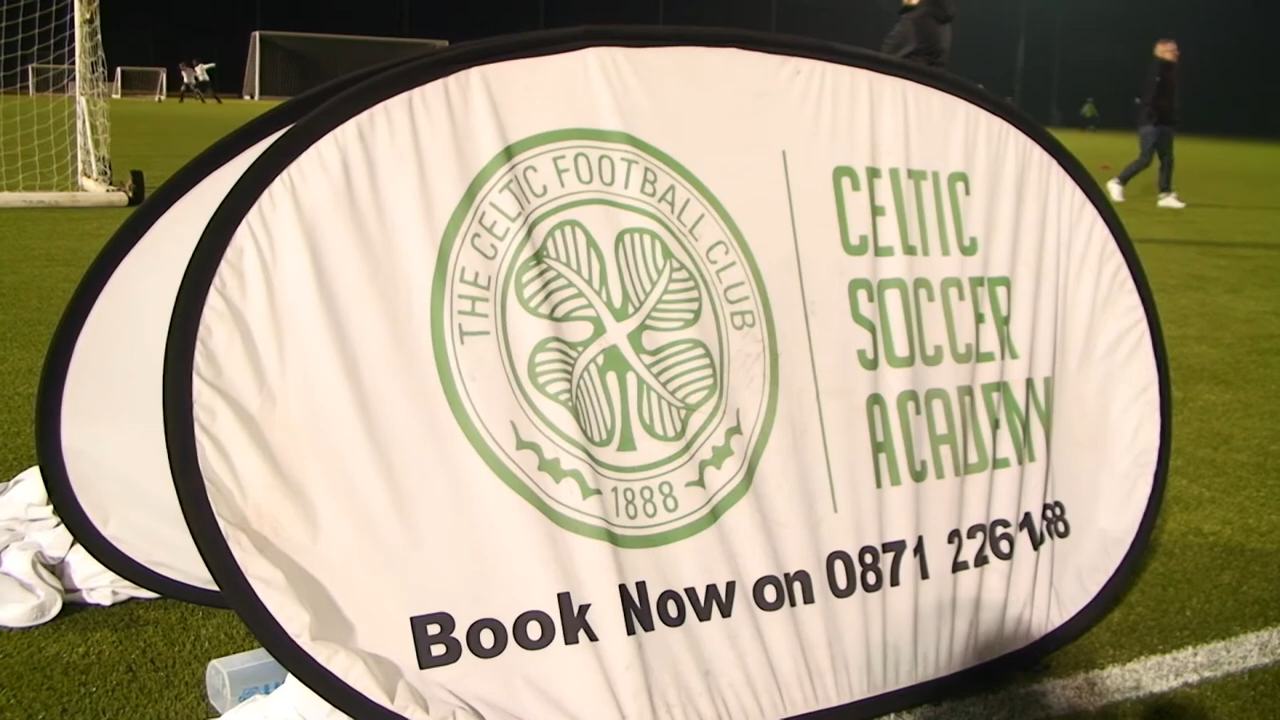 THE CELTIC FOOTBALL CLUB
1888
CELTIC
SOCCER
ACADEMY
Book Now on 0871 226